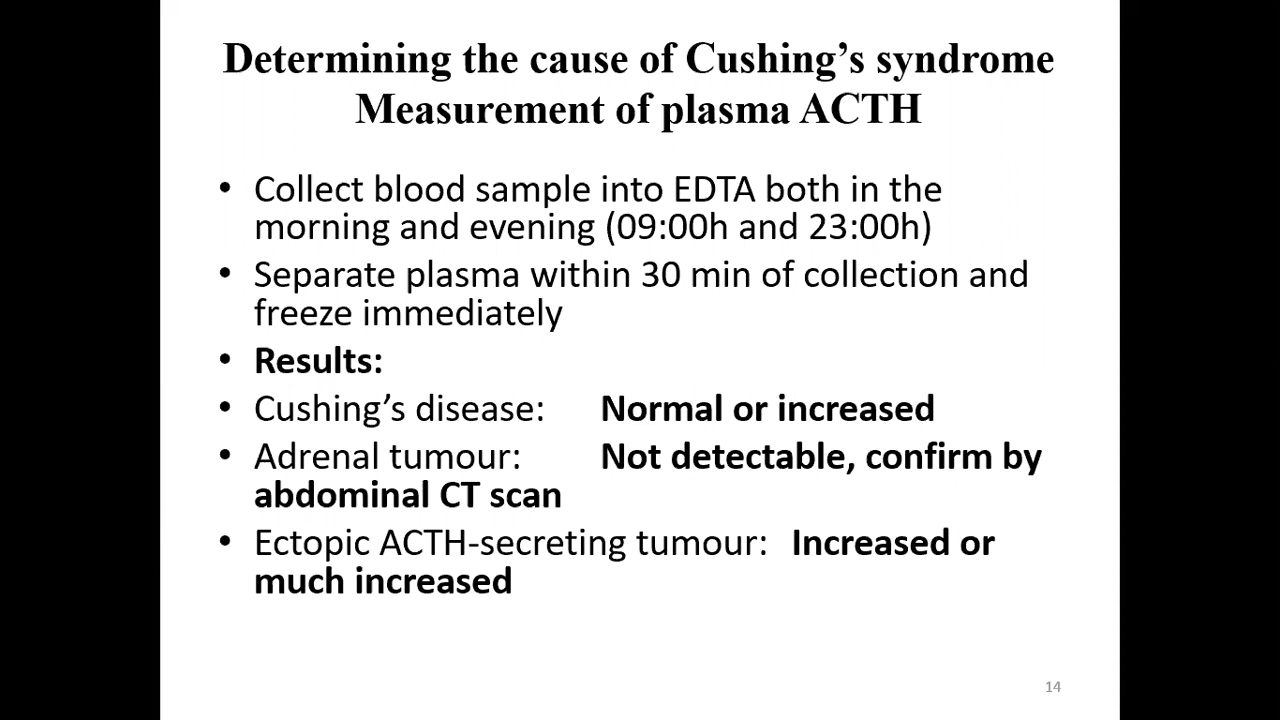 Determining the cause of Cushing’s syndrome
Measurement of plasma ACTH
• Collect blood sample into EDTA both in the
morning and evening (09:00h and 23:00h)
• Separate plasma within 30 min of collection and
freeze immediately
• Results:
• Cushing’s disease: Normal or increased
• Adrenal tumour: Not detectable, confirm by
abdominal CT scan
• Ectopic ACTH-secreting tumour: Increased or
much increased
14